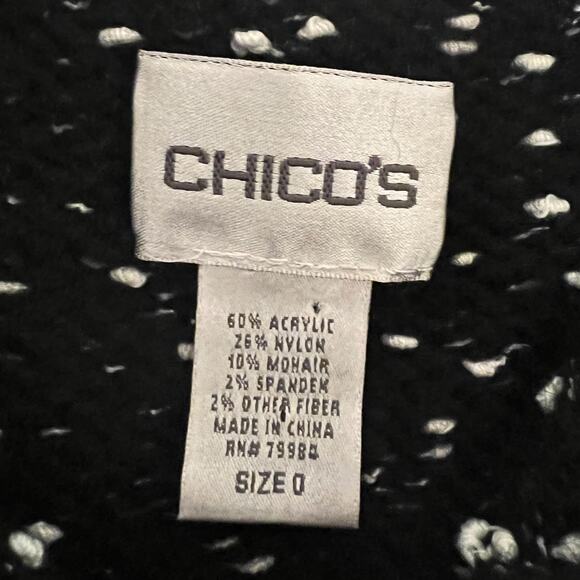 CHICO'S
60% ACRYLIC
26% NYLON
10% MOHAIR
2% SPANDEX
2% OTHER FIBER
MADE IN CHINA
RN# 79984
SIZE 0